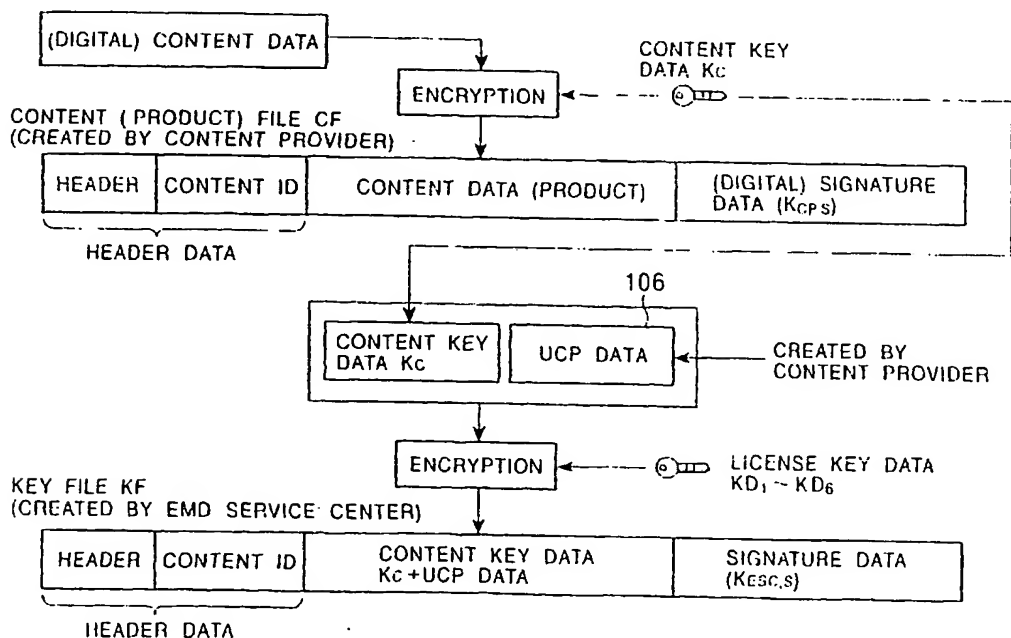 (DIGITAL) CONTENT DATA
CONTENT KEY
DATA Kc
ENCRYPTION
CONTENT (PRODUCT) FILE CF
(CREATED BY CONTENT PROVIDER)
HEADER
CONTENT ID
CONTENT DATA (PRODUCT)
(DIGITAL) SIGNATURE
DATA (KCP,S)
HEADER DATA
106
CONTENT KEY
DATA Kc
UCP DATA
CREATED BY
CONTENT PROVIDER
ENCRYPTION
LICENSE KEY DATA
KD1 ~ KD6
KEY FILE KF
(CREATED BY EMD SERVICE CENTER)
HEADER
CONTENT ID
CONTENT KEY DATA
Kc+UCP DATA
SIGNATURE DATA
(KESC,S)
HEADER DATA